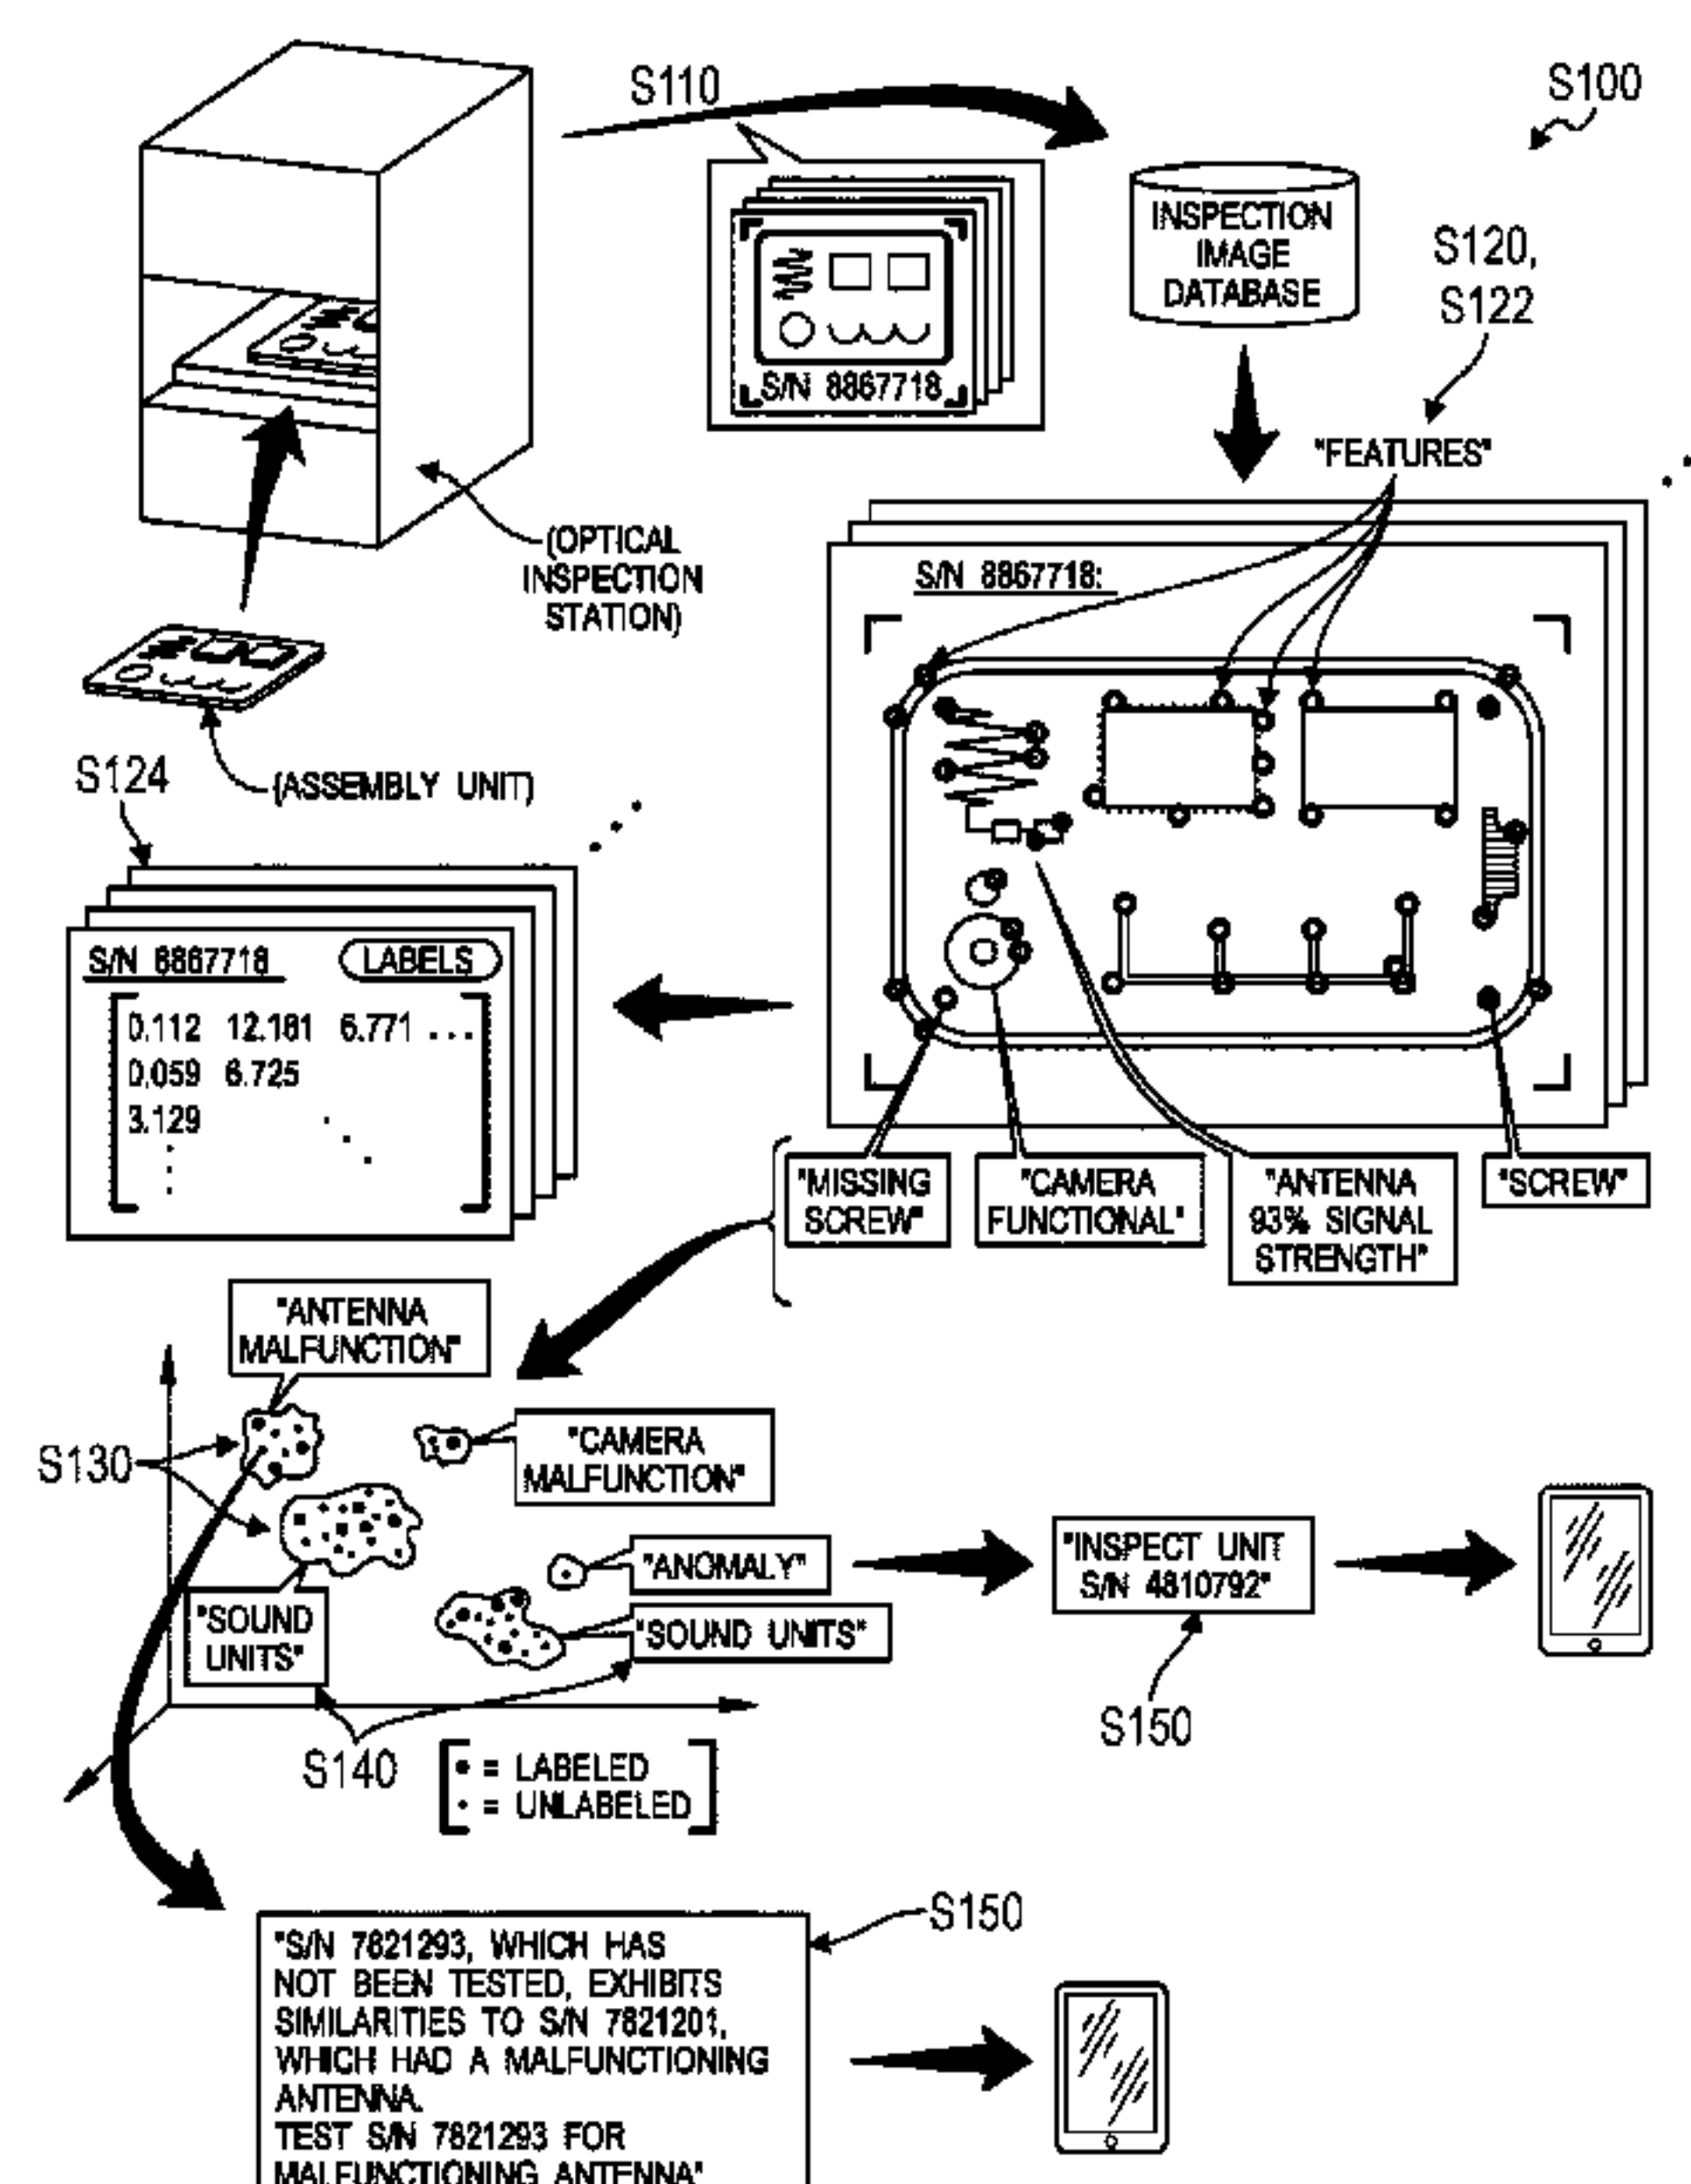 S110
S100
INSPECTION
IMAGE
DATABASE
S120,
S122
S/N 8867718
"FEATURES"
(OPTICAL
INSPECTION
STATION)
S/N 8867718:
(ASSEMBLY UNIT)
S124
S/N 8867718
LABELS
0.112 12.181 6.771 ...
0.059 6.725
3.129
"MISSING
SCREW"
"CAMERA
FUNCTIONAL"
"ANTENNA
93% SIGNAL
STRENGTH"
"SCREW"
"ANTENNA
MALFUNCTION"
S130
"CAMERA
MALFUNCTION"
"ANOMALY"
"INSPECT UNIT
S/N 4810792"
"SOUND
UNITS"
"SOUND UNITS"
S150
S140
• = LABELED
· = UNLABELED
S150
"S/N 7821293, WHICH HAS
NOT BEEN TESTED, EXHIBITS
SIMILARITIES TO S/N 7821201,
WHICH HAD A MALFUNCTIONING
ANTENNA.
TEST S/N 7821293 FOR
MALFUNCTIONING ANTENNA"